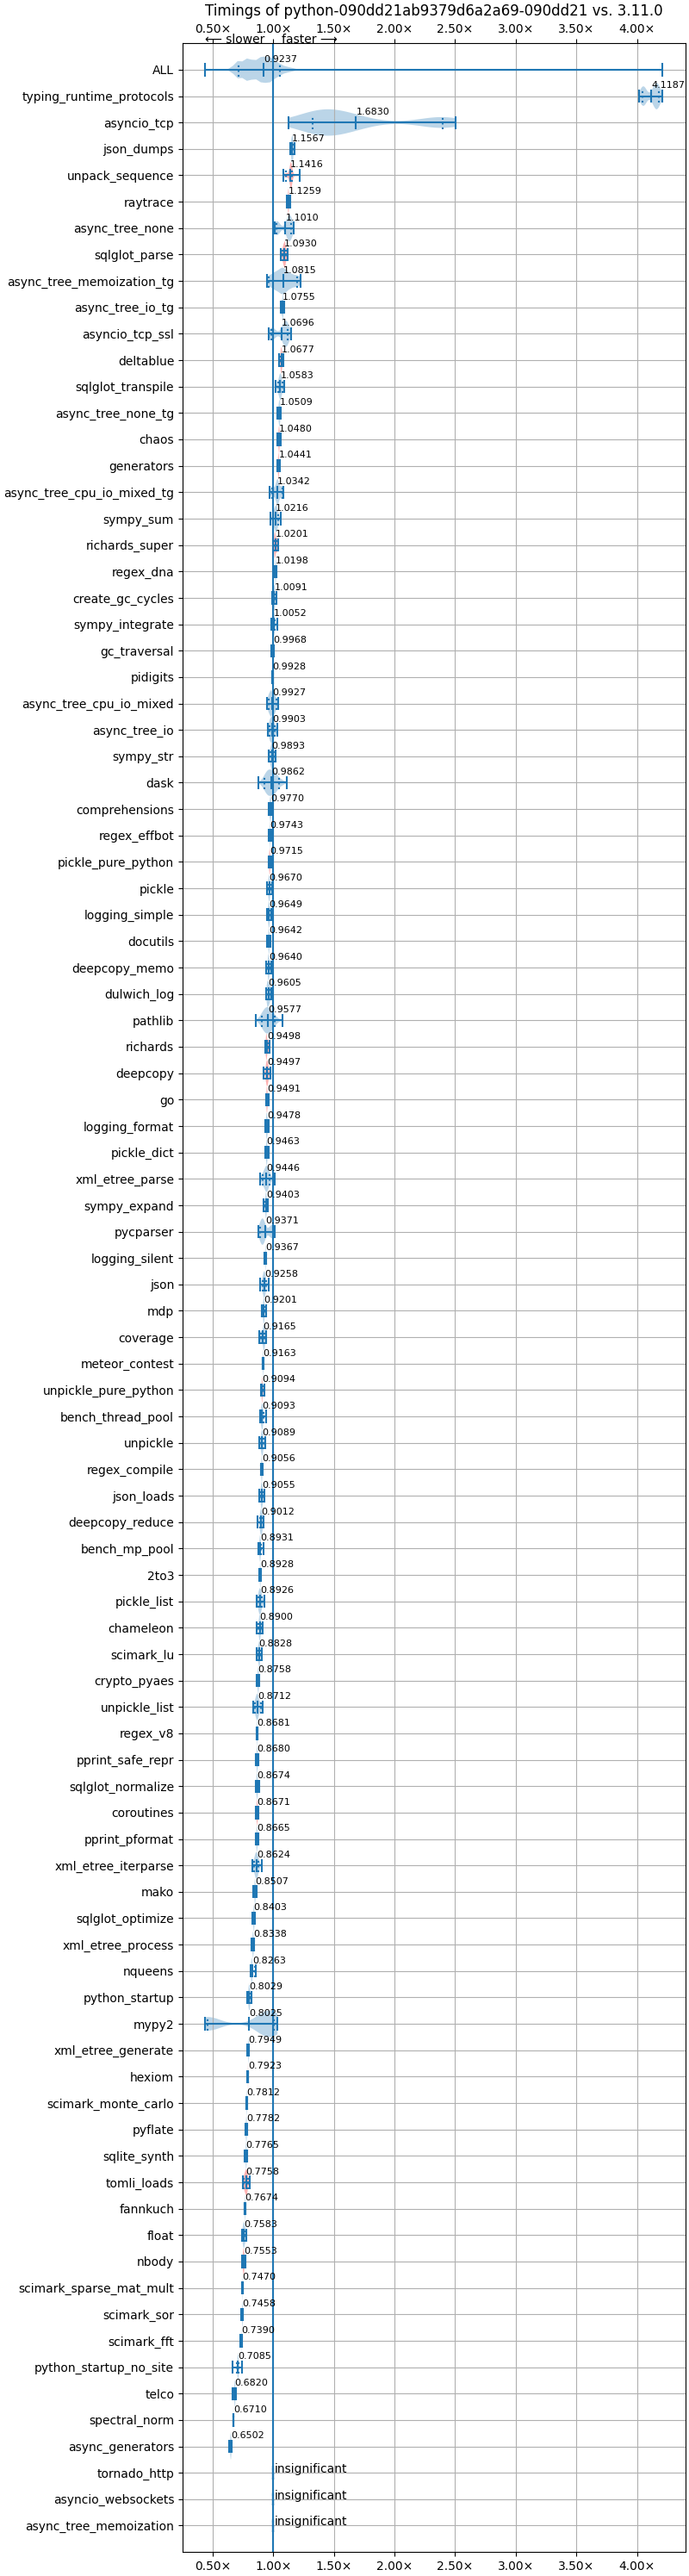 Timings of python-090dd21ab9379d6a2a69-090dd21 vs. 3.11.0
0.50× 1.00× 1.50× 2.00× 2.50× 3.00× 3.50× 4.00×
⟵ slower faster ⟶
ALL 0.9237
typing_runtime_protocols 4.1187
asyncio_tcp 1.6830
json_dumps 1.1567
unpack_sequence 1.1416
raytrace 1.1259
async_tree_none 1.1010
sqlglot_parse 1.0930
async_tree_memoization_tg 1.0815
async_tree_io_tg 1.0755
asyncio_tcp_ssl 1.0696
deltablue 1.0677
sqlglot_transpile 1.0583
async_tree_none_tg 1.0509
chaos 1.0480
generators 1.0441
async_tree_cpu_io_mixed_tg 1.0342
sympy_sum 1.0216
richards_super 1.0201
regex_dna 1.0198
create_gc_cycles 1.0091
sympy_integrate 1.0052
gc_traversal 0.9968
pidigits 0.9928
async_tree_cpu_io_mixed 0.9927
async_tree_io 0.9903
sympy_str 0.9893
dask 0.9862
comprehensions 0.9770
regex_effbot 0.9743
pickle_pure_python 0.9715
pickle 0.9670
logging_simple 0.9649
docutils 0.9642
deepcopy_memo 0.9640
dulwich_log 0.9605
pathlib 0.9577
richards 0.9498
deepcopy 0.9497
go 0.9491
logging_format 0.9478
pickle_dict 0.9463
xml_etree_parse 0.9446
sympy_expand 0.9403
pycparser 0.9371
logging_silent 0.9367
json 0.9258
mdp 0.9201
coverage 0.9165
meteor_contest 0.9163
unpickle_pure_python 0.9094
bench_thread_pool 0.9093
unpickle 0.9089
regex_compile 0.9056
json_loads 0.9055
deepcopy_reduce 0.9012
bench_mp_pool 0.8931
2to3 0.8928
pickle_list 0.8926
chameleon 0.8900
scimark_lu 0.8828
crypto_pyaes 0.8758
unpickle_list 0.8712
regex_v8 0.8681
pprint_safe_repr 0.8680
sqlglot_normalize 0.8674
coroutines 0.8671
pprint_pformat 0.8665
xml_etree_iterparse 0.8624
mako 0.8507
sqlglot_optimize 0.8403
xml_etree_process 0.8338
nqueens 0.8263
python_startup 0.8029
mypy2 0.8025
xml_etree_generate 0.7949
hexiom 0.7923
scimark_monte_carlo 0.7812
pyflate 0.7782
sqlite_synth 0.7765
tomli_loads 0.7758
fannkuch 0.7674
float 0.7583
nbody 0.7553
scimark_sparse_mat_mult 0.7470
scimark_sor 0.7458
scimark_fft 0.7390
python_startup_no_site 0.7085
telco 0.6820
spectral_norm 0.6710
async_generators 0.6502
tornado_http insignificant
asyncio_websockets insignificant
async_tree_memoization insignificant
0.50× 1.00× 1.50× 2.00× 2.50× 3.00× 3.50× 4.00×